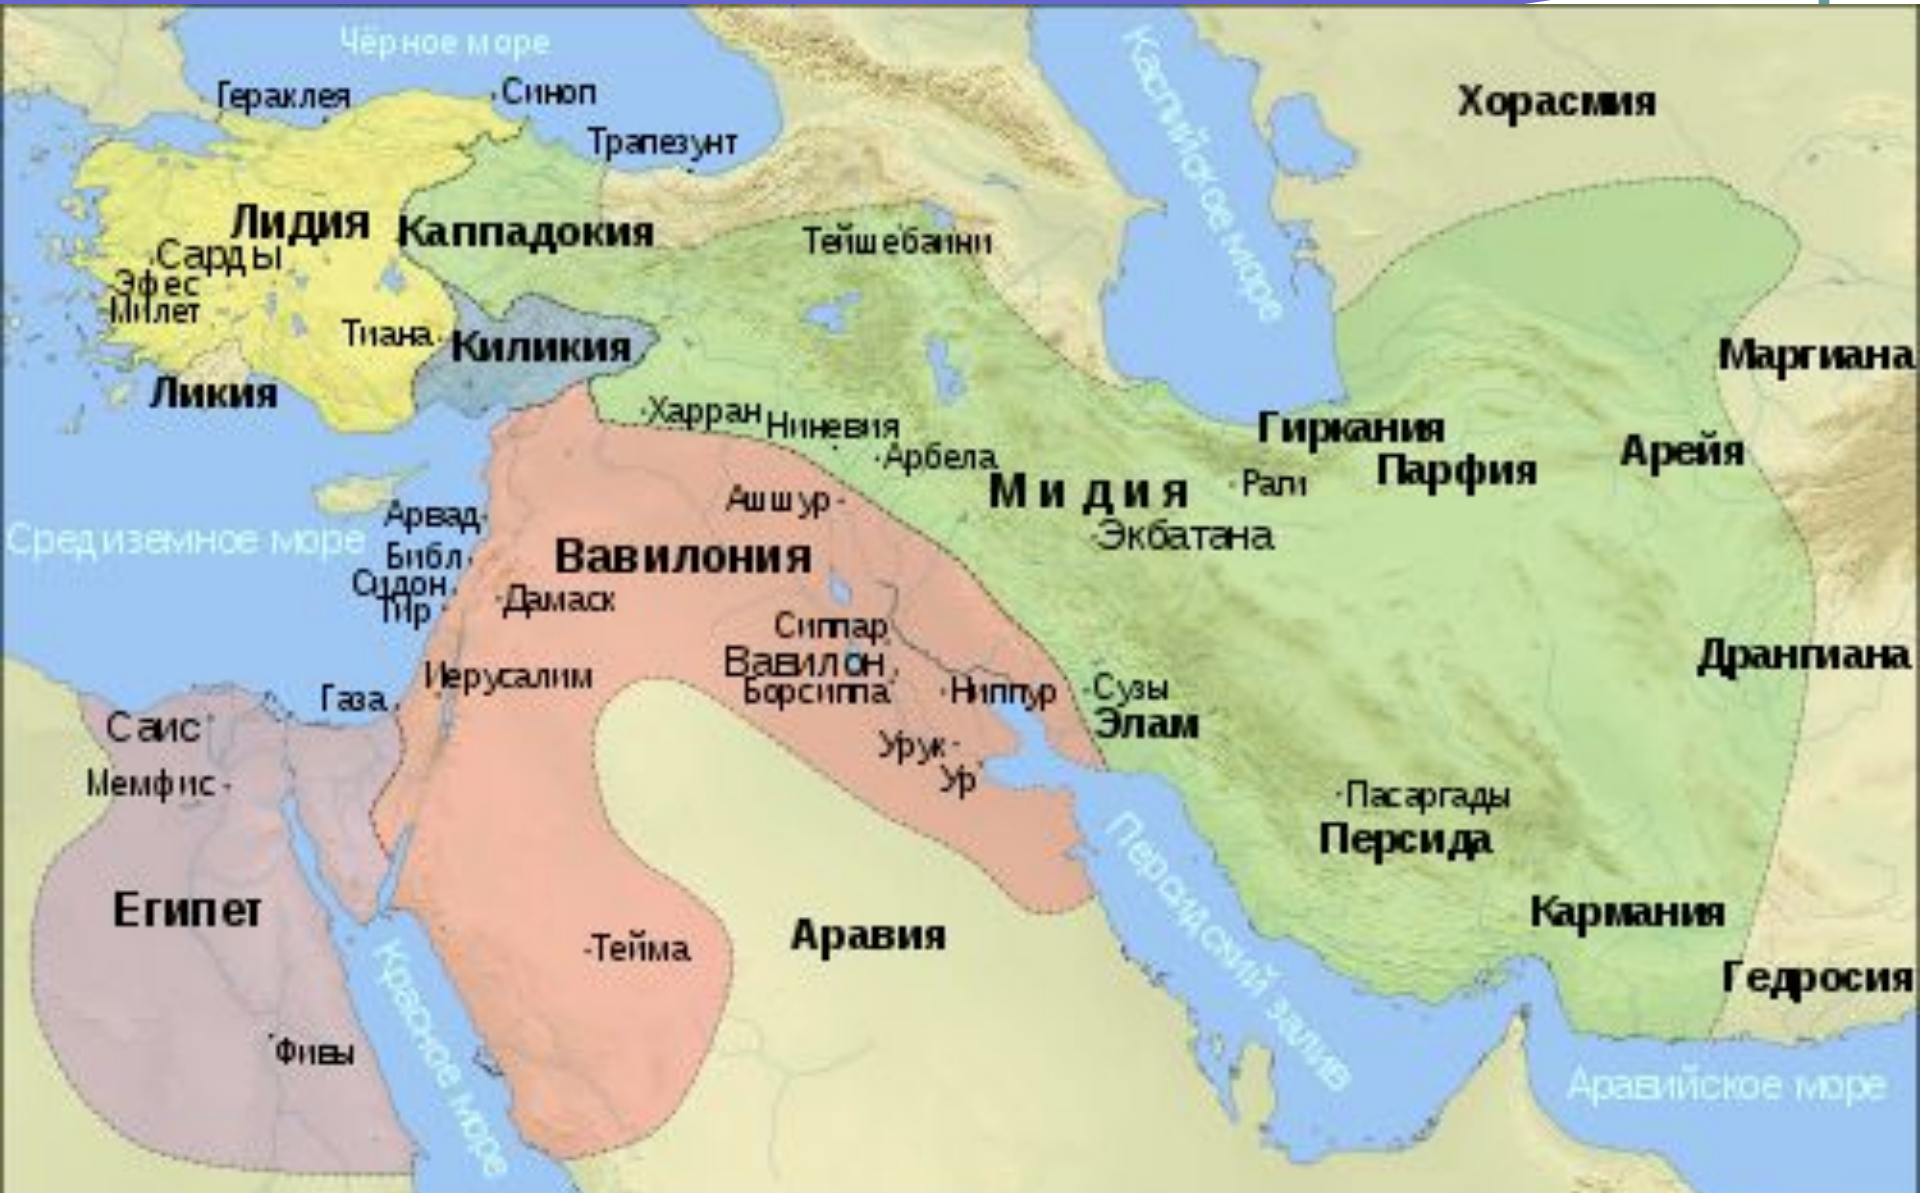 Чёрное море
Каспийское море
Гераклея
Синоп
Хорасмия
Трапезунт
Лидия
Каппадокия
Тейшебаини
Сарды
Эфес
Милет
Тиана
Киликия
Маргиана
Ликия
Харран
Ниневия
Гиркания
Арейя
Арбела
Парфия
Мидия
Раги
Ашшур
Арвад
Экбатана
Средиземное море
Библ
Вавилония
Сидон
Тир
Дамаск
Сиппар
Вавилон
Дрангиана
Иерусалим
Борсиппа
Ниппур
Сузы
Газа
Элам
Саис
Урук
Ур
Мемфис
Пасаргады
Персида
Персидский залив
Египет
Кармания
Аравия
Тейма
Гедросия
Красное море
Фивы
Аравийское море